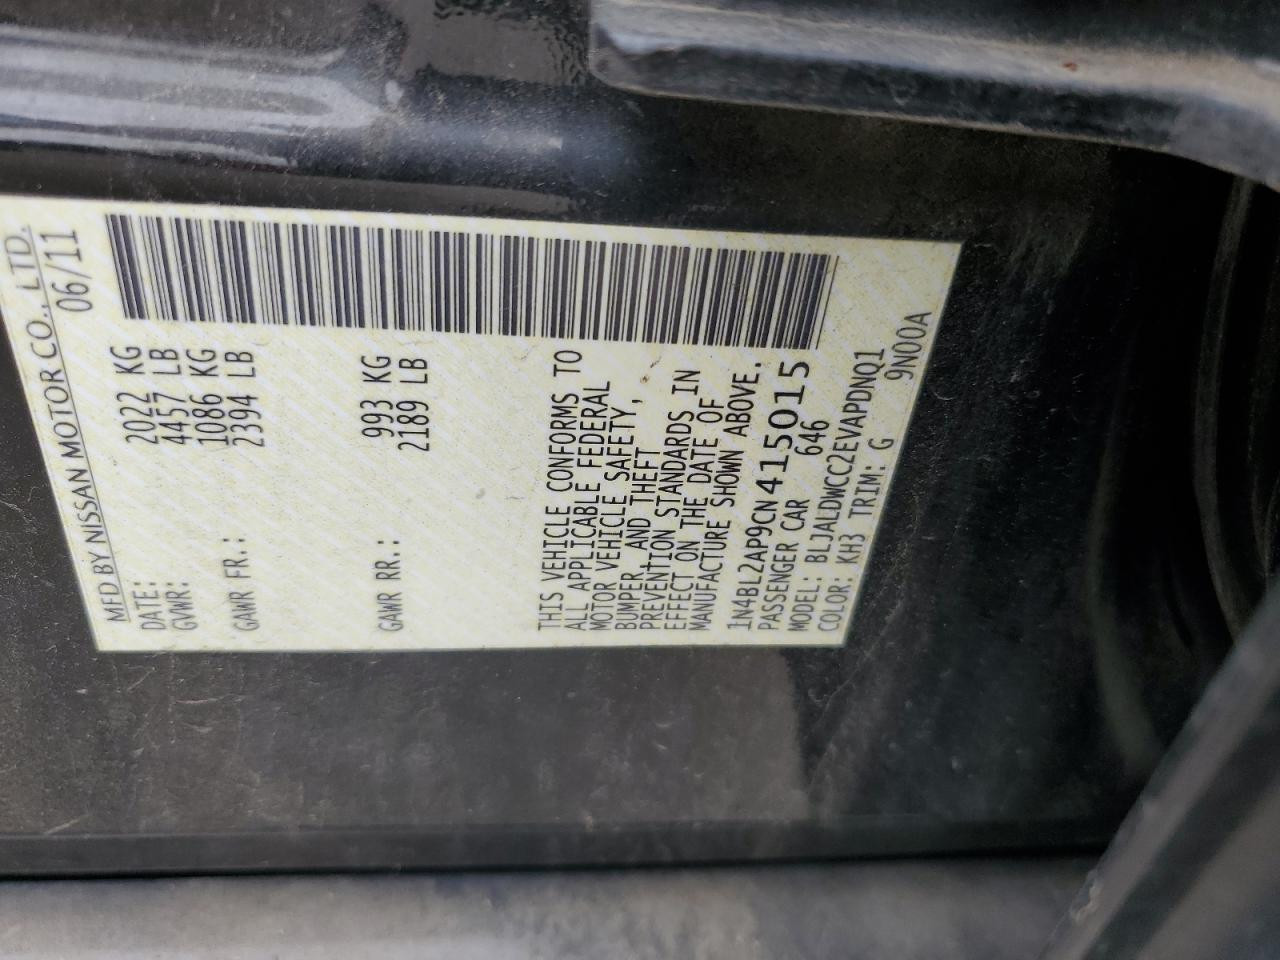 MFD BY NISSAN MOTOR CO., LTD.
DATE: 06/11
GVWR: 2022 KG
4457 LB
GAWR FR.: 1086 KG
2394 LB
GAWR RR.: 993 KG
2189 LB
THIS VEHICLE CONFORMS TO
ALL APPLICABLE FEDERAL
MOTOR VEHICLE SAFETY,
BUMPER, AND THEFT
PREVENTION STANDARDS IN
EFFECT ON THE DATE OF
MANUFACTURE SHOWN ABOVE.
1N4BL2AP9CN415015
PASSENGER CAR 646
MODEL: BLJALDWCC2EVAPDNQ1
COLOR: KH3 TRIM: G 9N00A